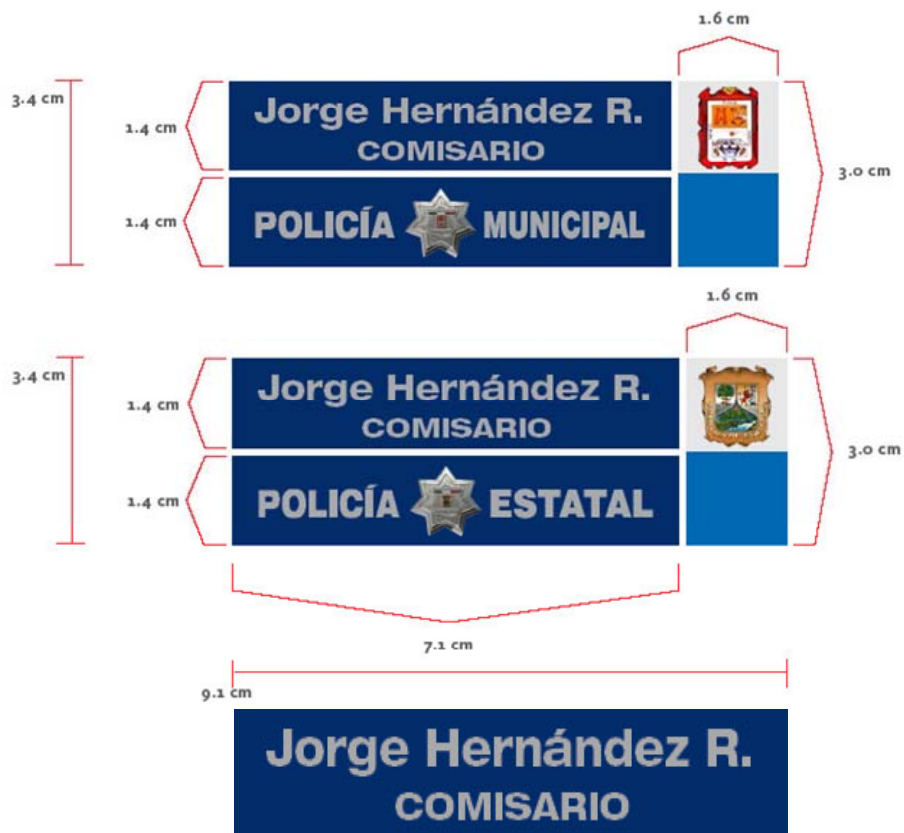 1.6 cm
3.4 cm
1.4 cm
Jorge Hernández R.
COMISARIO
3.0 cm
1.4 cm
POLICÍA MUNICIPAL
1.6 cm
3.4 cm
1.4 cm
Jorge Hernández R.
COMISARIO
3.0 cm
1.4 cm
POLICÍA ESTATAL
7.1 cm
9.1 cm
Jorge Hernández R.
COMISARIO